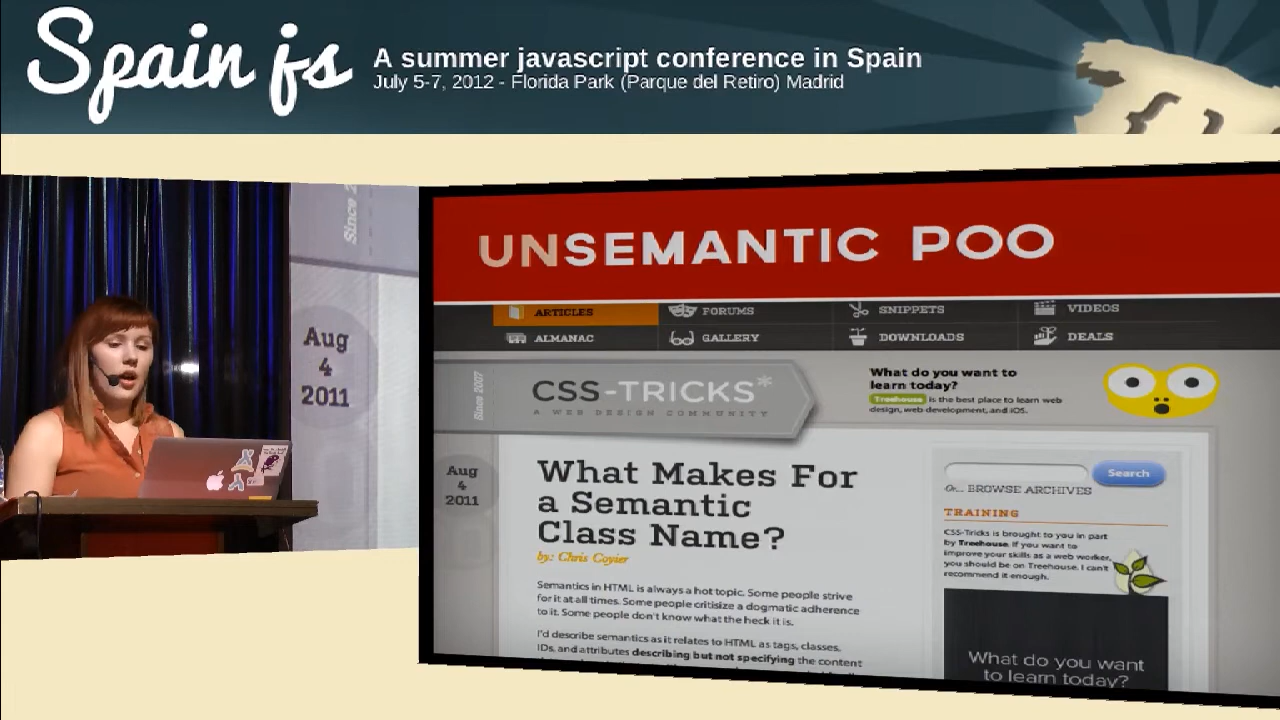 Spain js
A summer javascript conference in Spain
July 5-7, 2012 - Florida Park (Parque del Retiro) Madrid
Since 2
Aug
4
2011
UNSEMANTIC POO
ARTICLES
FORUMS
SNIPPETS
VIDEOS
ALMANAC
GALLERY
DOWNLOADS
DEALS
Since 2007
CSS-TRICKS*
A WEB DESIGN COMMUNITY
What do you want to
learn today?
Treehouse is the best place to learn web
design, web development, and iOS.
Aug
4
2011
What Makes For
a Semantic
Class Name?
by: Chris Coyier
Semantics in HTML is always a hot topic. Some people strive
for it at all times. Some people critisize a dogmatic adherence
to it. Some people don't know what the heck it is.
I'd describe semantics as it relates to HTML as tags, classes,
IDs, and attributes describing but not specifying the content
Search
Or... BROWSE ARCHIVES
TRAINING
CSS-Tricks is brought to you in part
by Treehouse. If you want to
improve your skills as a web worker,
you should be on Treehouse. I can't
recommend it enough.
What do you want
to learn today?